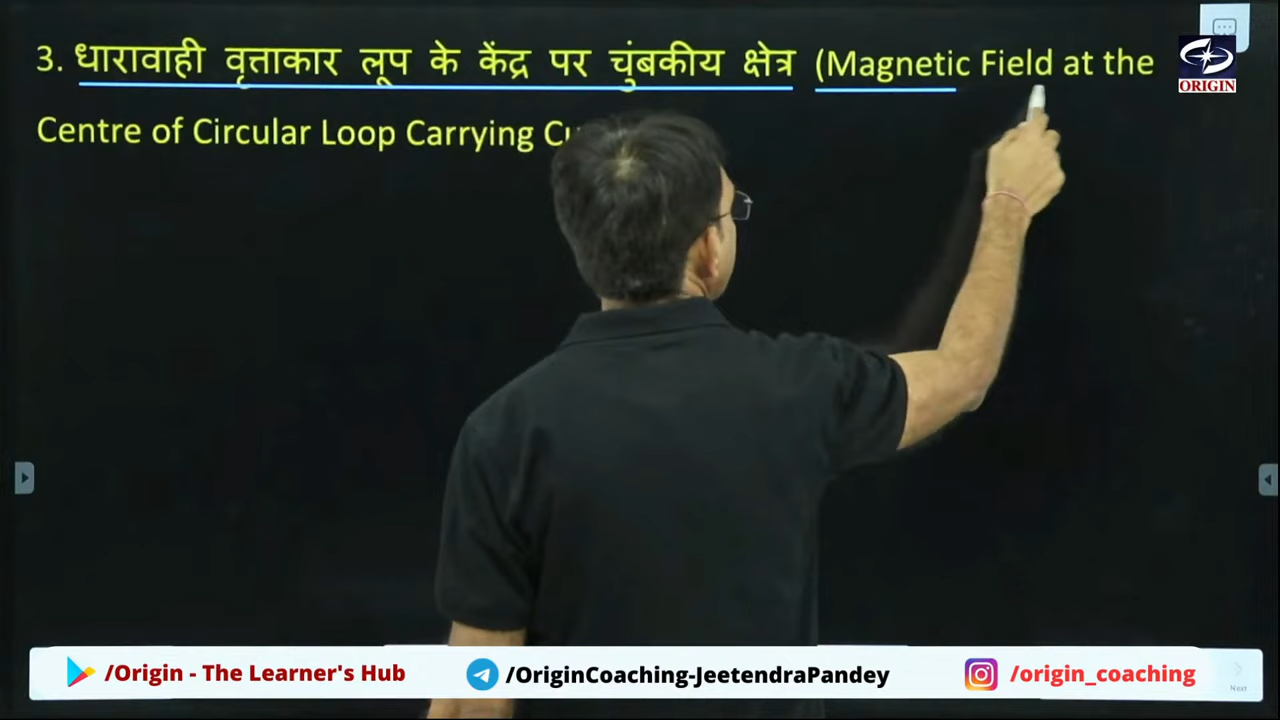 3. धारावाही वृत्ताकार लूप के केंद्र पर चुंबकीय क्षेत्र (Magnetic Field at the
Centre of Circular Loop Carrying
ORIGIN
/Origin - The Learner's Hub
/OriginCoaching-JeetendraPandey
/origin_coaching
Next